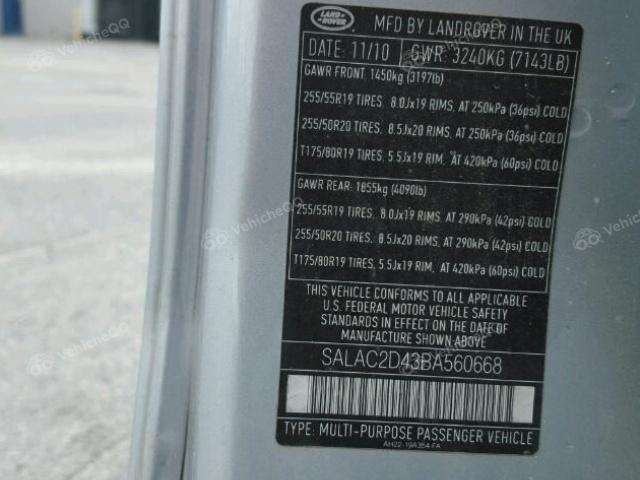 LAND ROVER
MFD BY LANDROVER IN THE UK
DATE: 11/10 GWR: 3240KG (7143LB)
GAWR FRONT: 1450kg (3197lb)
255/55R19 TIRES, 8.0Jx19 RIMS, AT 250kPa (36psi) COLD
255/50R20 TIRES, 8.5Jx20 RIMS, AT 250kPa (36psi) COLD
T175/80R19 TIRES, 5.5Jx19 RIM, AT 420kPa (60psi) COLD
GAWR REAR: 1855kg (4090lb)
255/55R19 TIRES, 8.0Jx19 RIMS, AT 290kPa (42psi) COLD
255/50R20 TIRES, 8.5Jx20 RIMS, AT 290kPa (42psi) COLD
T175/80R19 TIRES, 5.5Jx19 RIM, AT 420kPa (60psi) COLD
THIS VEHICLE CONFORMS TO ALL APPLICABLE
U.S. FEDERAL MOTOR VEHICLE SAFETY
STANDARDS IN EFFECT ON THE DATE OF
MANUFACTURE SHOWN ABOVE
SALAC2D43BA560668
TYPE: MULTI-PURPOSE PASSENGER VEHICLE
AH22-19A354-FA
VehicleQQ